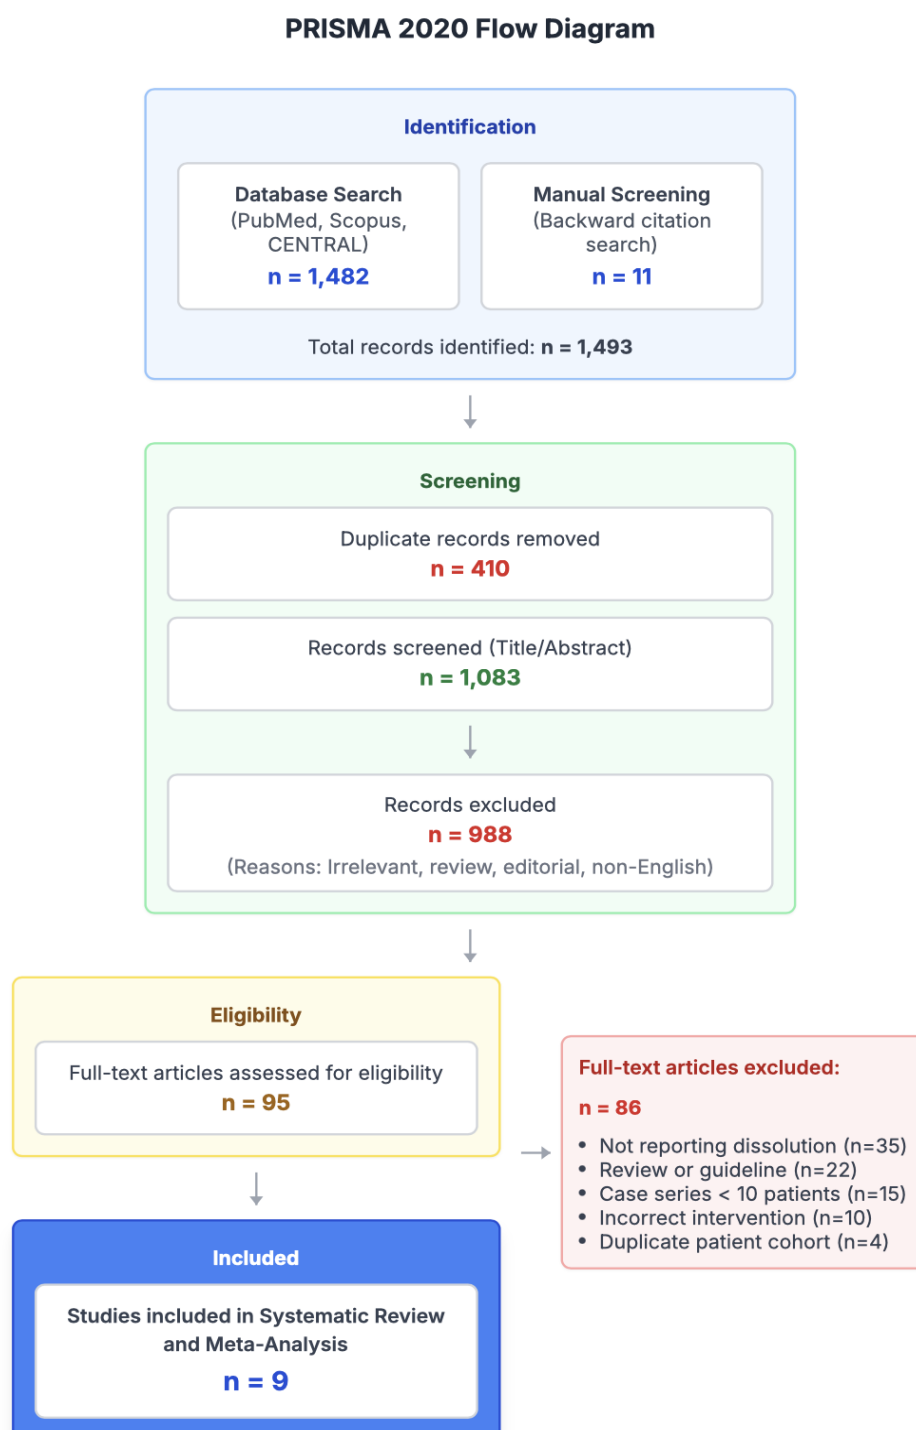 PRISMA 2020 Flow Diagram
Identification
Database Search
(PubMed, Scopus,
CENTRAL)
n = 1,482
Manual Screening
(Backward citation
search)
n = 11
Total records identified: n = 1,493
Screening
Duplicate records removed
n = 410
Records screened (Title/Abstract)
n = 1,083
Records excluded
n = 988
(Reasons: Irrelevant, review, editorial, non-English)
Eligibility
Full-text articles assessed for eligibility
n = 95
Full-text articles excluded:
n = 86
• Not reporting dissolution (n=35)
• Review or guideline (n=22)
• Case series < 10 patients (n=15)
• Incorrect intervention (n=10)
• Duplicate patient cohort (n=4)
Included
Studies included in Systematic Review
and Meta-Analysis
n = 9